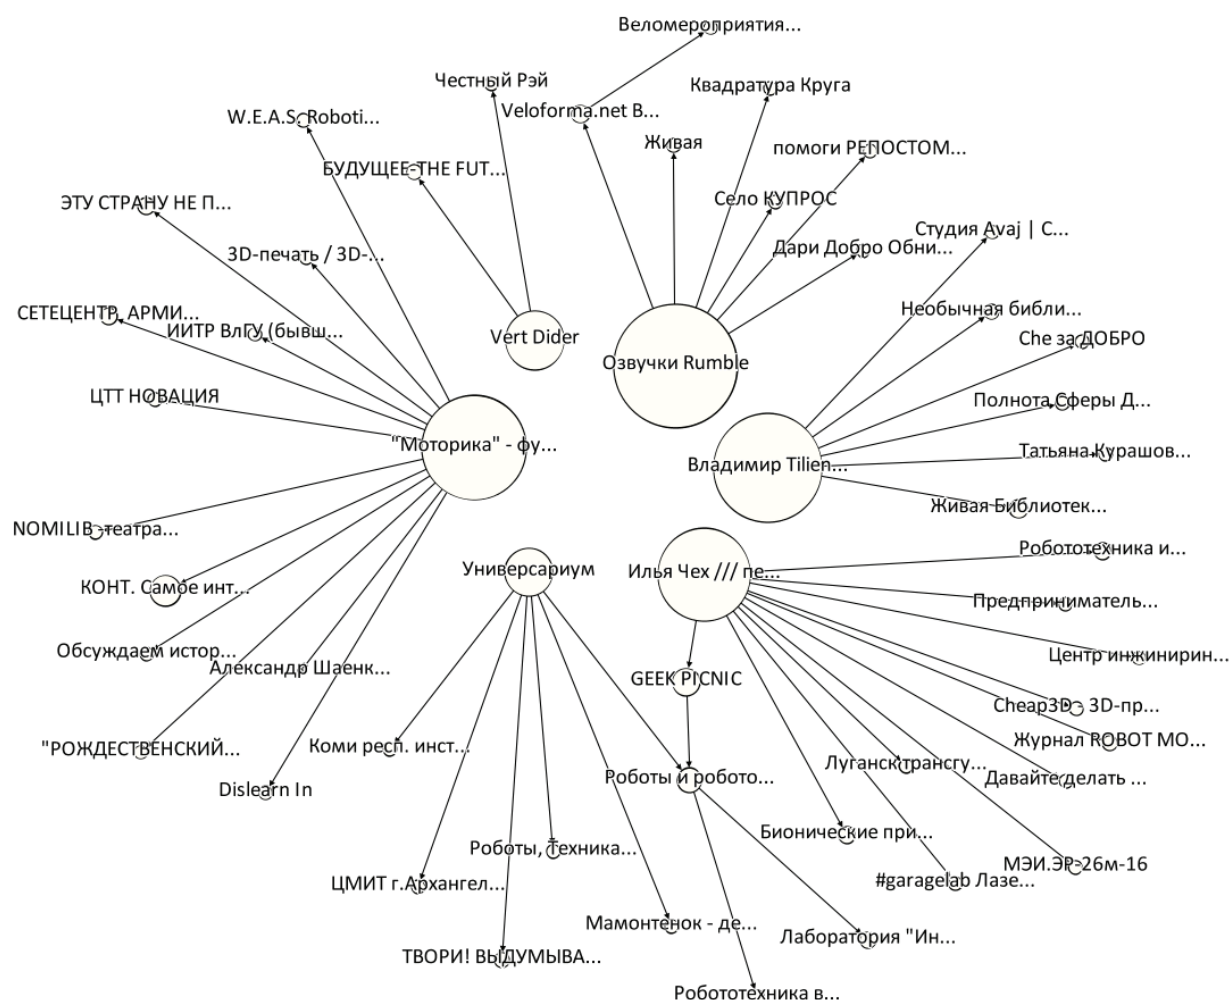 Веломероприятия...
Честный Рэй
Квадратура Круга
Veloforma.net В...
W.E.A.S. Roboti...
Живая
помоги РЕПОСТОМ...
БУДУЩЕЕ-THE FUT...
ЭТУ СТРАНУ НЕ П...
Село КУПРОС
Студия Avaj | С...
3D-печать / 3D-...
Дари Добро Обни...
СЕТЕЦЕНТР. АРМИ...
ИИТР ВлГУ (бывш...
Необычная библи...
Vert Dider
Che за ДОБРО
Озвучки Rumble
ЦТТ НОВАЦИЯ
Полнота Сферы Д...
"Моторика" - фу...
Татьяна Курашов...
Владимир Tilien...
Живая Библиотек...
NOMILIB -театра...
Робототехника и...
Универсариум
Илья Чех /// пе...
КОНТ. Самое инт...
Предприниматель...
Обсуждаем истор...
Центр инжинирин...
Александр Шаенк...
GEEK PICNIC
Cheap3D - 3D-пр...
"РОЖДЕСТВЕНСКИЙ...
Коми респ. инст...
Журнал ROBOT МО...
Луганск трансгу...
Роботы и робото...
Давайте делать ...
Dislearn In
Бионические при...
Роботы, техника...
МЭИ.ЭР-26м-16
ЦМИТ г.Архангел...
#garagelab Лазе...
Мамонтенок - де...
Лаборатория "Ин...
ТВОРИ! ВЫДУМЫВА...
Робототехника в...